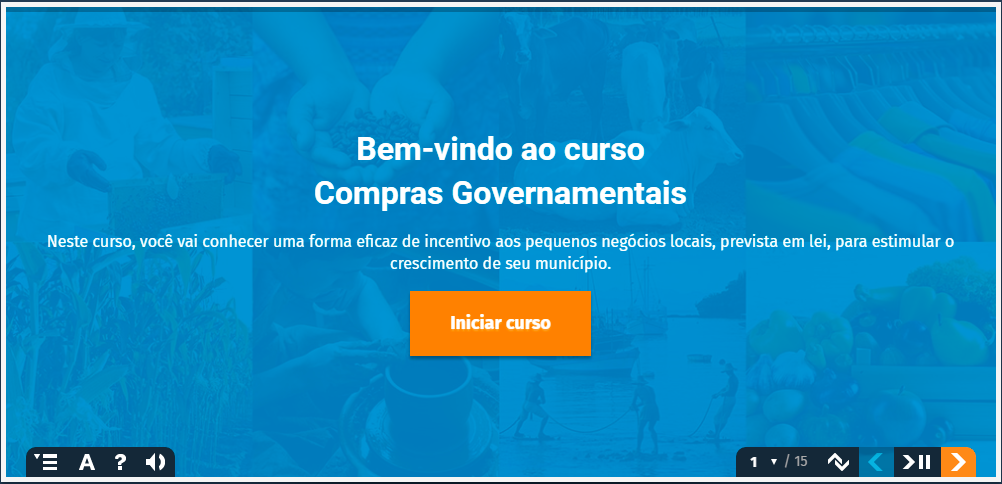 Bem-vindo ao curso
Compras Governamentais
Neste curso, você vai conhecer uma forma eficaz de incentivo aos pequenos negócios locais, prevista em lei, para estimular o
crescimento de seu município.
Iniciar curso
A ? 1 / 15